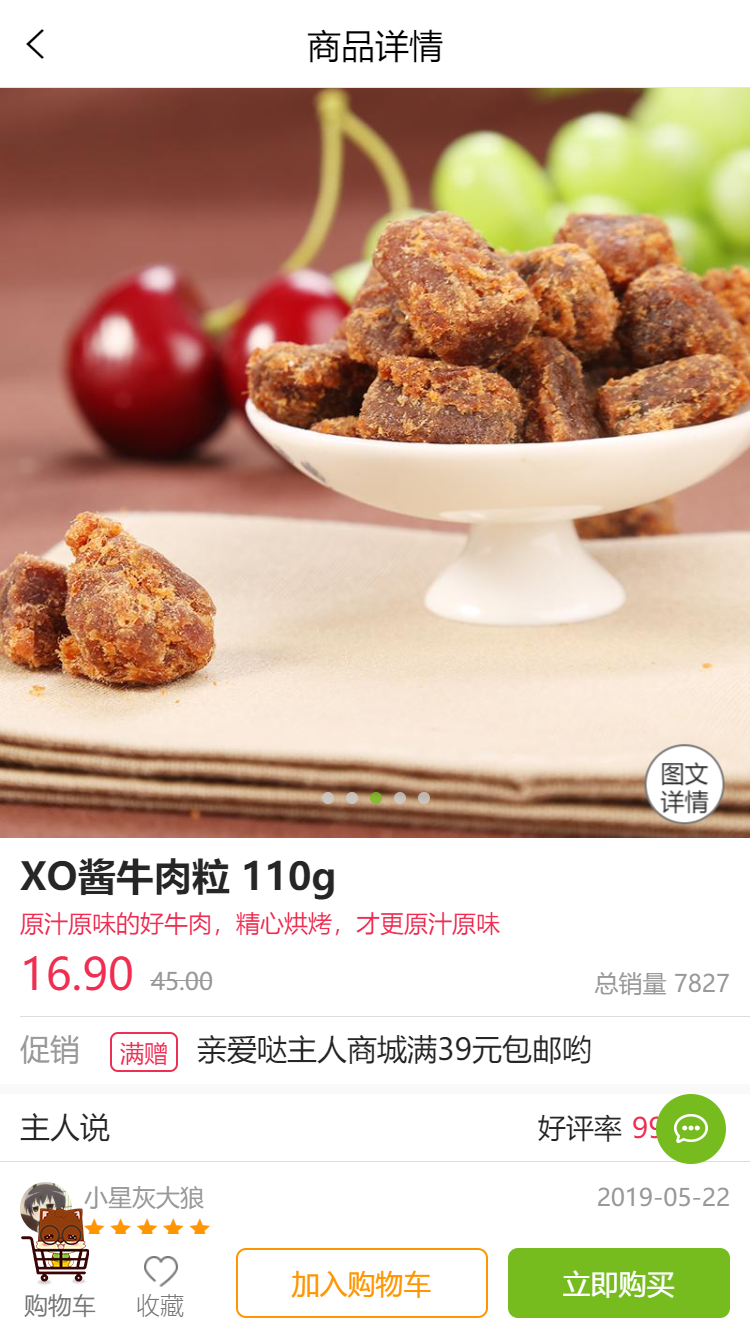 商品详情
图文
详情
XO酱牛肉粒 110g
原汁原味的好牛肉，精心烘烤，才更原汁原味
16.90 45.00 总销量 7827
促销 满赠 亲爱哒主人商城满39元包邮哟
主人说 好评率
小星灰大狼 2019-05-22
购物车 收藏 加入购物车 立即购买